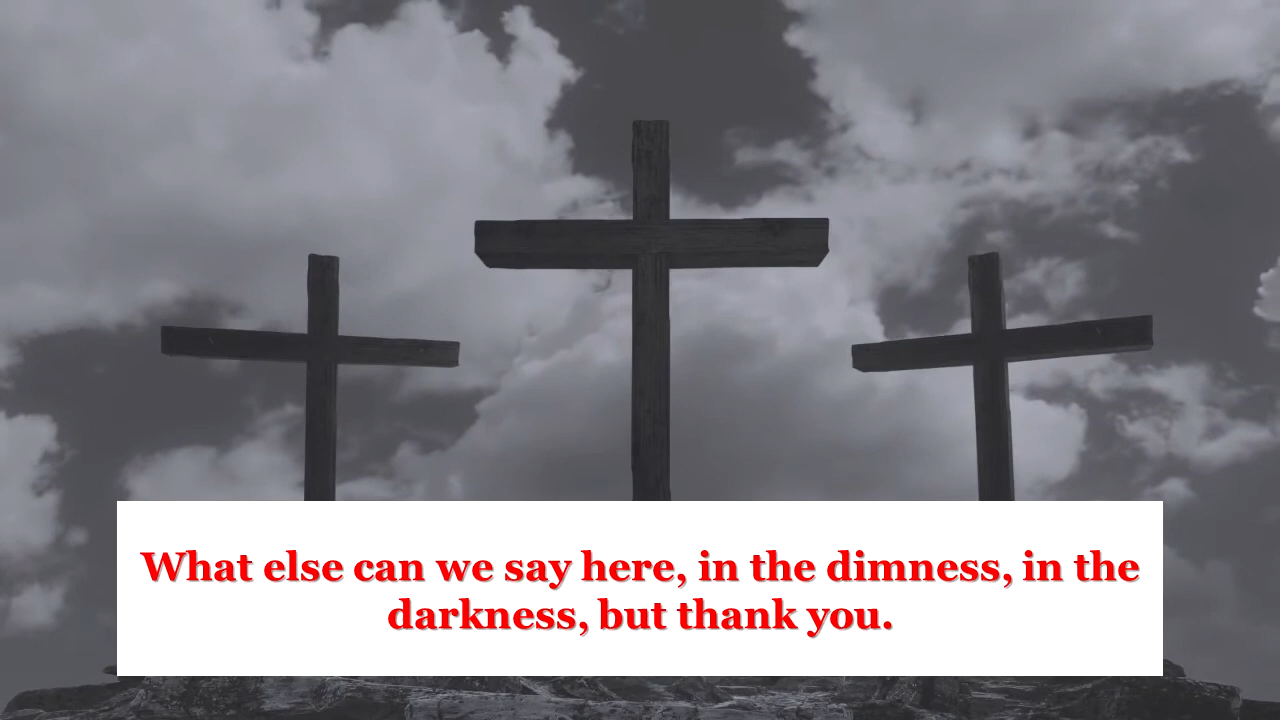 What else can we say here, in the dimness, in the
darkness, but thank you.